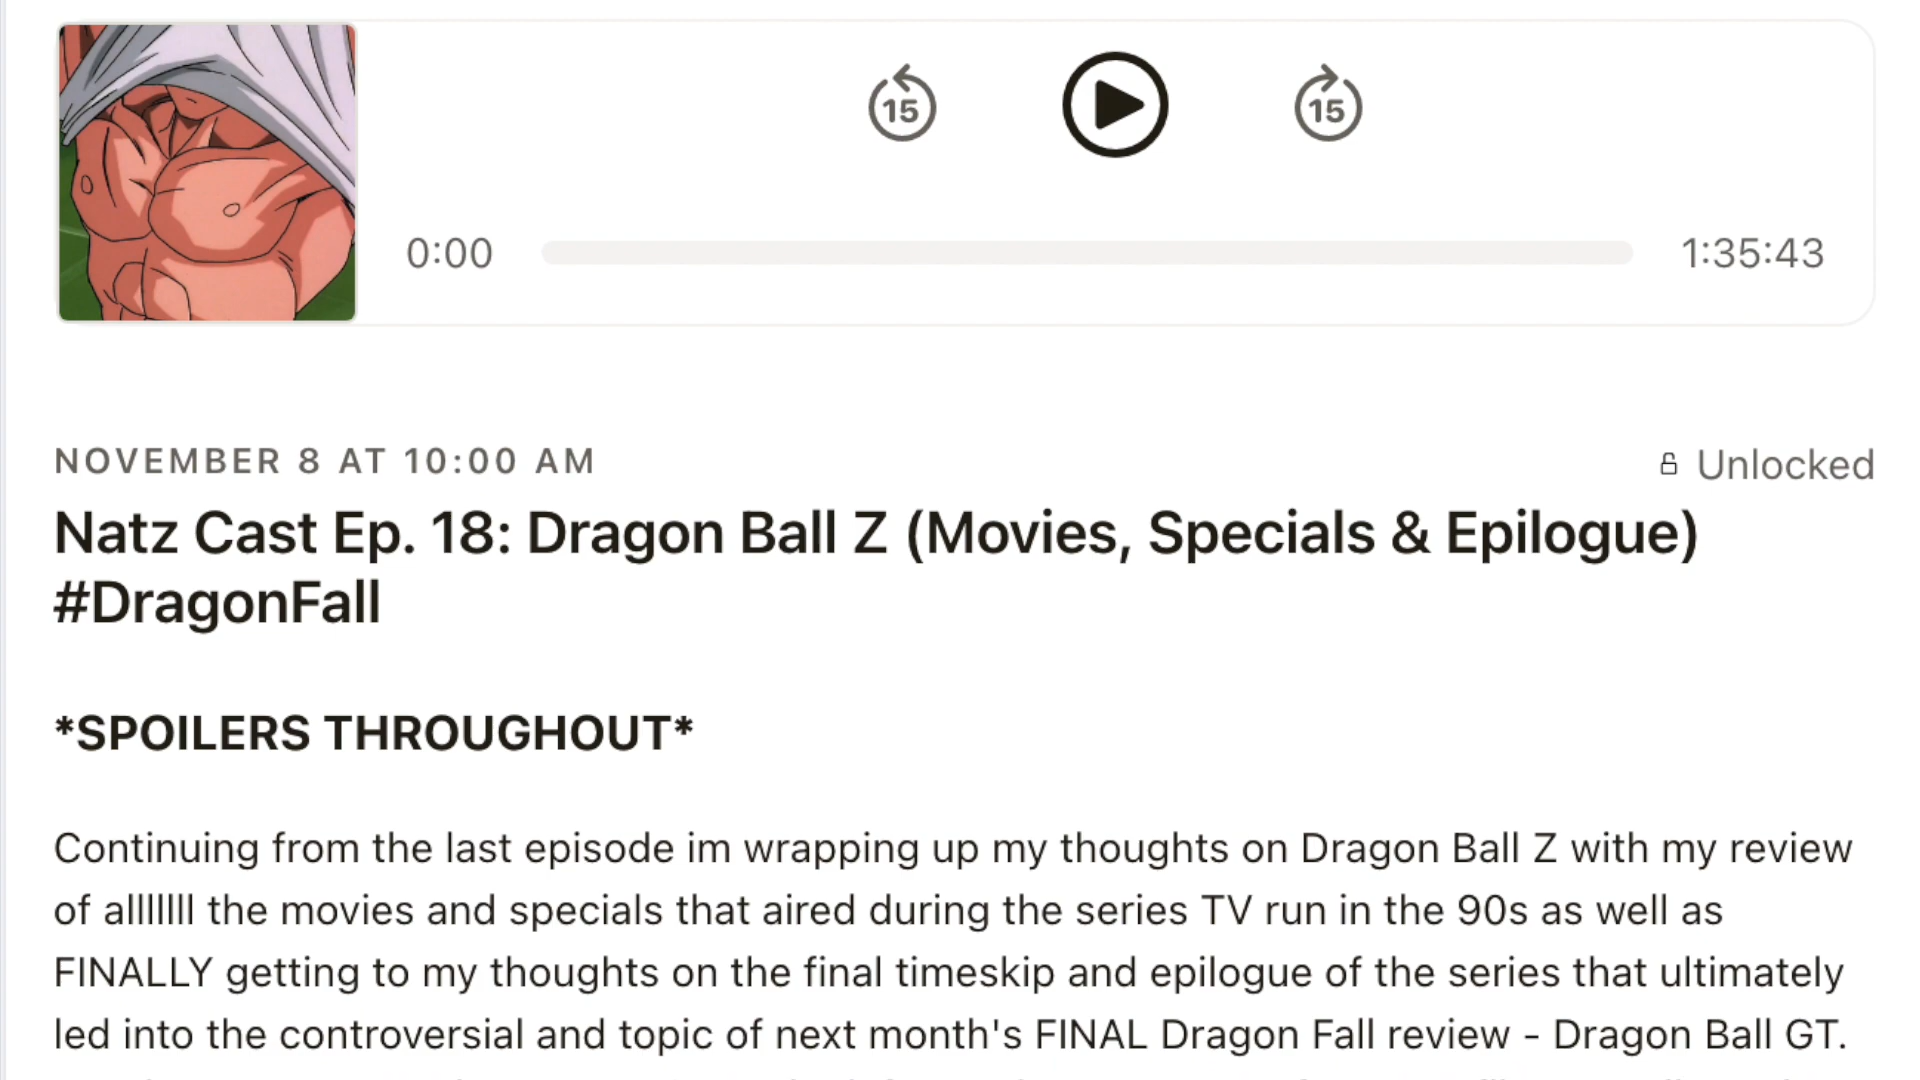 15
15
0:00
1:35:43
NOVEMBER 8 AT 10:00 AM
Unlocked
Natz Cast Ep. 18: Dragon Ball Z (Movies, Specials & Epilogue)
#DragonFall
*SPOILERS THROUGHOUT*
Continuing from the last episode im wrapping up my thoughts on Dragon Ball Z with my review
of alllllll the movies and specials that aired during the series TV run in the 90s as well as
FINALLY getting to my thoughts on the final timeskip and epilogue of the series that ultimately
led into the controversial and topic of next month's FINAL Dragon Fall review - Dragon Ball GT.